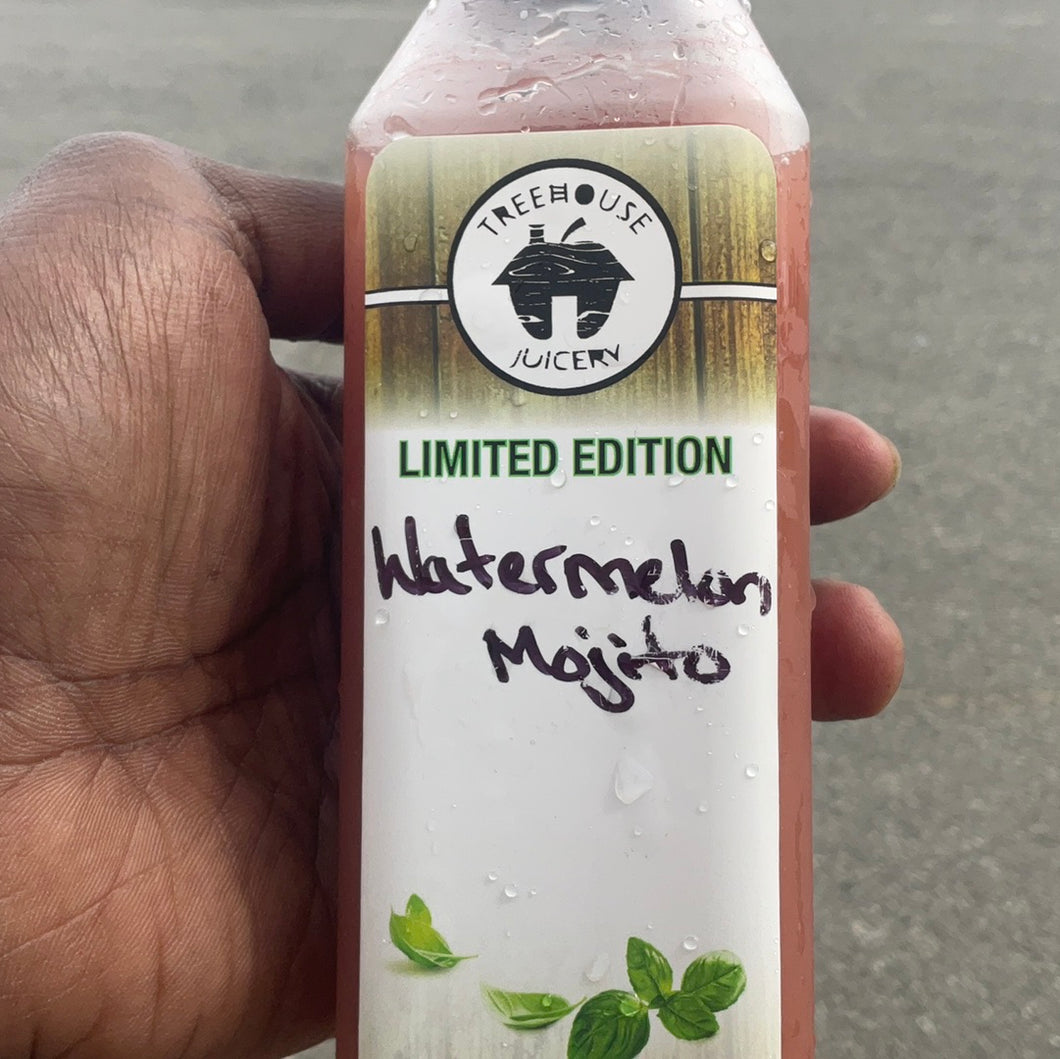 TREEHOUSE
JUICERY
LIMITED EDITION
Watermelon
Mojito